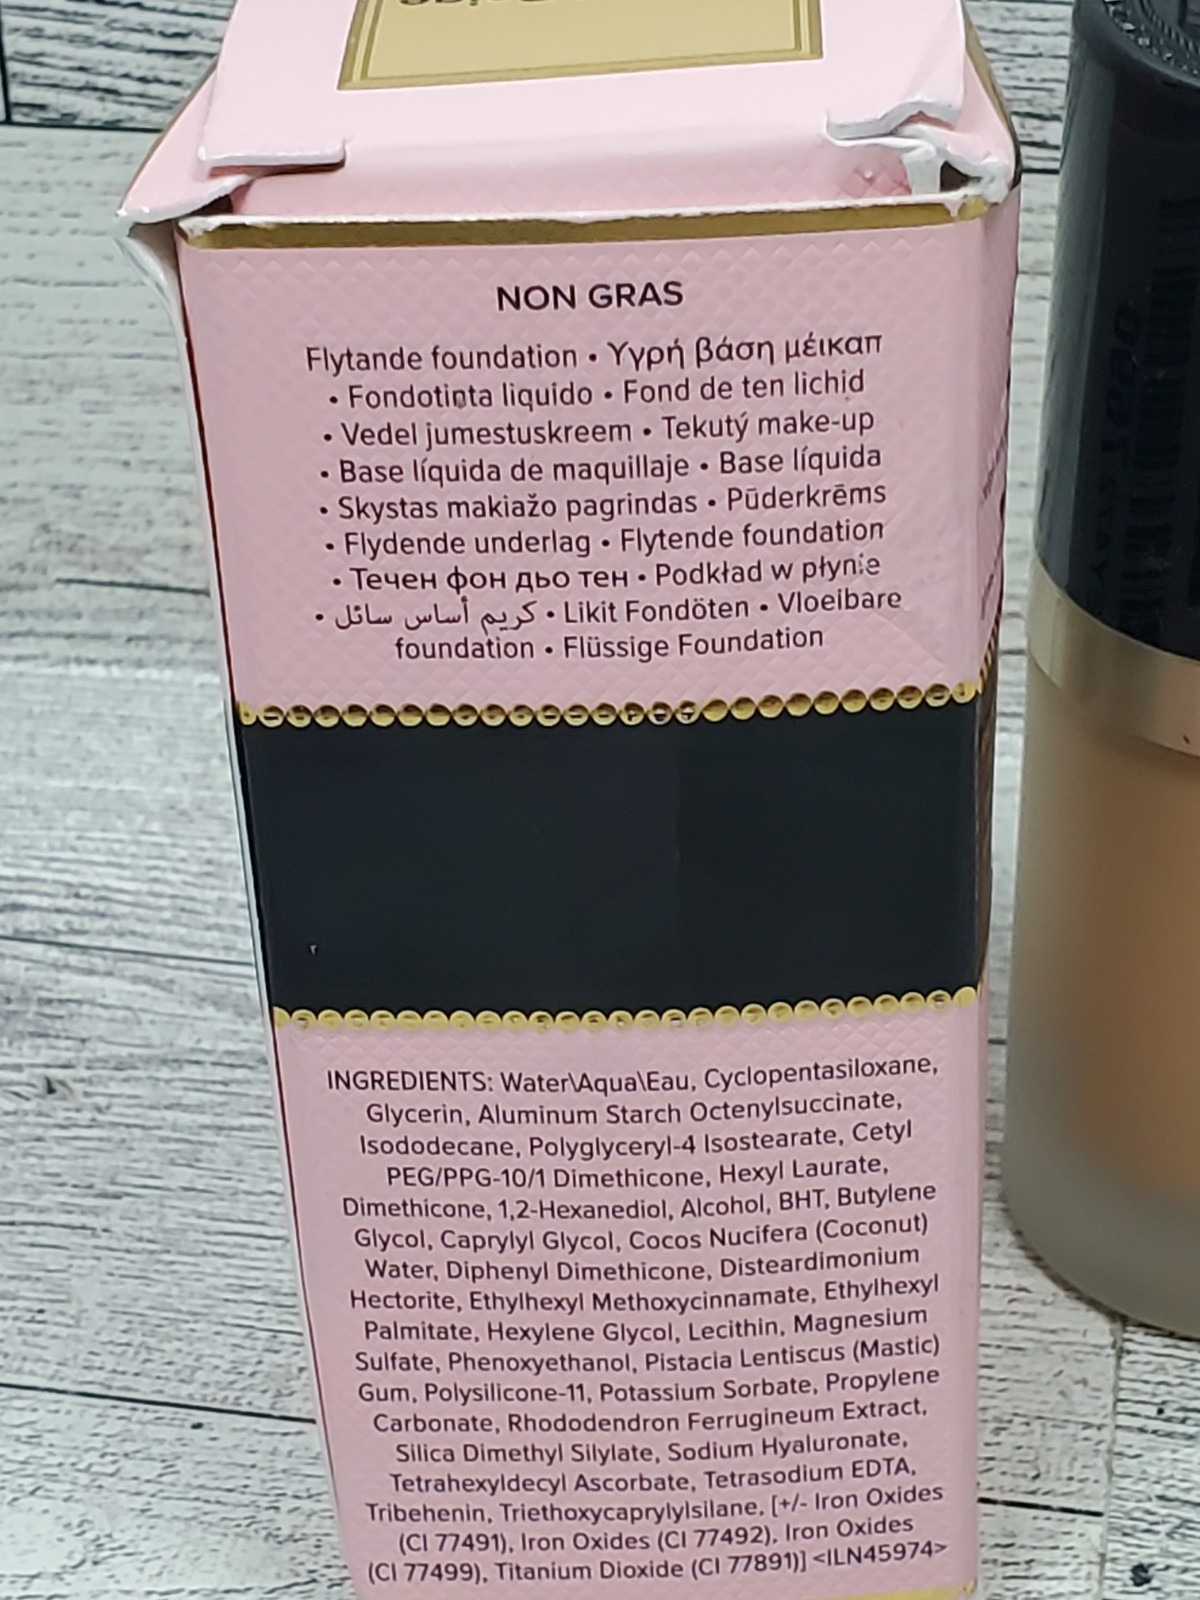 NON GRAS
Flytande foundation • Υγρή βάση μέικαπ
• Fondotinta liquido • Fond de ten lichid
• Vedel jumestuskreem • Tekutý make-up
• Base líquida de maquillaje • Base líquida
• Skystas makiažo pagrindas • Pūderkrēms
• Flydende underlag • Flytende foundation
• Течен фон дьо тен • Podkład w płynie
• كريم أساس سائل • Likit Fondöten • Vloeibare
foundation • Flüssige Foundation
INGREDIENTS: Water\Aqua\Eau, Cyclopentasiloxane,
Glycerin, Aluminum Starch Octenylsuccinate,
Isododecane, Polyglyceryl-4 Isostearate, Cetyl
PEG/PPG-10/1 Dimethicone, Hexyl Laurate,
Dimethicone, 1,2-Hexanediol, Alcohol, BHT, Butylene
Glycol, Caprylyl Glycol, Cocos Nucifera (Coconut)
Water, Diphenyl Dimethicone, Disteardimonium
Hectorite, Ethylhexyl Methoxycinnamate, Ethylhexyl
Palmitate, Hexylene Glycol, Lecithin, Magnesium
Sulfate, Phenoxyethanol, Pistacia Lentiscus (Mastic)
Gum, Polysilicone-11, Potassium Sorbate, Propylene
Carbonate, Rhododendron Ferrugineum Extract,
Silica Dimethyl Silylate, Sodium Hyaluronate,
Tetrahexyldecyl Ascorbate, Tetrasodium EDTA,
Tribehenin, Triethoxycaprylylsilane, [+/- Iron Oxides
(CI 77491), Iron Oxides (CI 77492), Iron Oxides
(CI 77499), Titanium Dioxide (CI 77891)] <ILN45974>